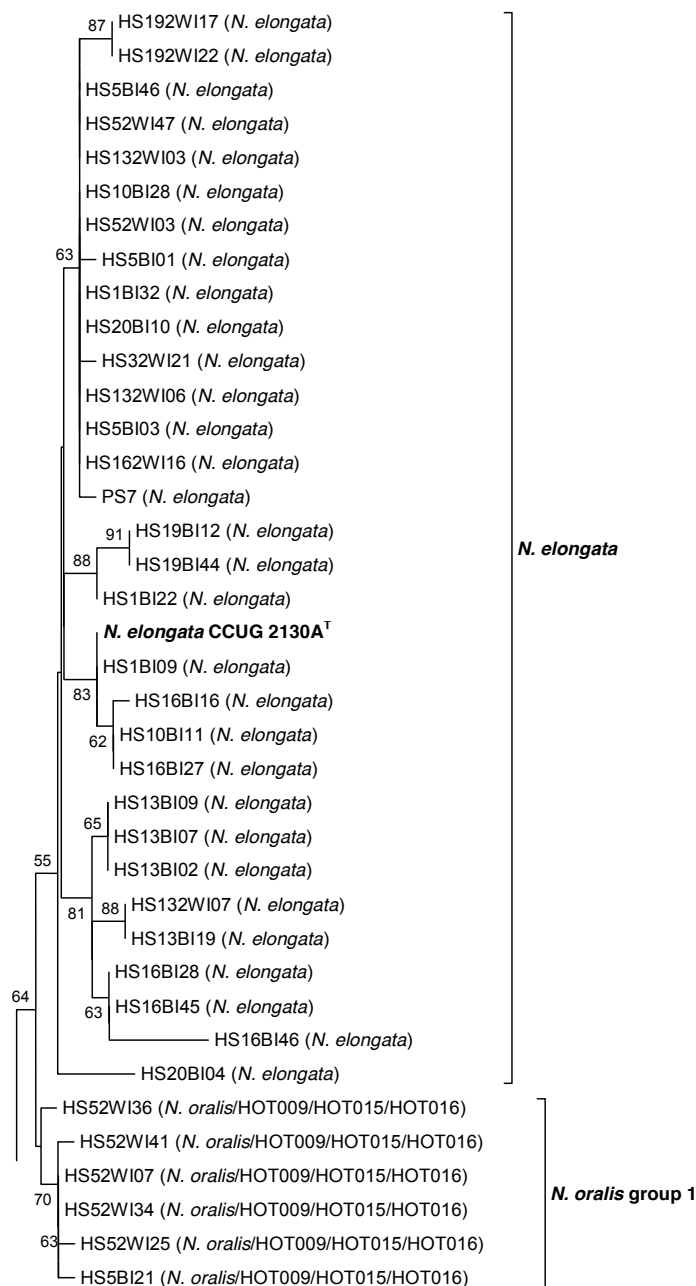 87
HS192WI17 (N. elongata)
HS192WI22 (N. elongata)
HS5BI46 (N. elongata)
HS52WI47 (N. elongata)
HS132WI03 (N. elongata)
HS10BI28 (N. elongata)
HS52WI03 (N. elongata)
63
HS5BI01 (N. elongata)
HS1BI32 (N. elongata)
HS20BI10 (N. elongata)
HS32WI21 (N. elongata)
HS132WI06 (N. elongata)
HS5BI03 (N. elongata)
HS162WI16 (N. elongata)
PS7 (N. elongata)
91
HS19BI12 (N. elongata)
N. elongata
88
HS19BI44 (N. elongata)
HS1BI22 (N. elongata)
N. elongata CCUG 2130Aᵀ
HS1BI09 (N. elongata)
83
HS16BI16 (N. elongata)
62
HS10BI11 (N. elongata)
HS16BI27 (N. elongata)
HS13BI09 (N. elongata)
65
HS13BI07 (N. elongata)
55
HS13BI02 (N. elongata)
81
88
HS132WI07 (N. elongata)
HS13BI19 (N. elongata)
HS16BI28 (N. elongata)
64
63
HS16BI45 (N. elongata)
HS16BI46 (N. elongata)
HS20BI04 (N. elongata)
HS52WI36 (N. oralis/HOT009/HOT015/HOT016)
HS52WI41 (N. oralis/HOT009/HOT015/HOT016)
HS52WI07 (N. oralis/HOT009/HOT015/HOT016)
70
N. oralis group 1
HS52WI34 (N. oralis/HOT009/HOT015/HOT016)
63
HS52WI25 (N. oralis/HOT009/HOT015/HOT016)
HS5BI21 (N. oralis/HOT009/HOT015/HOT016)